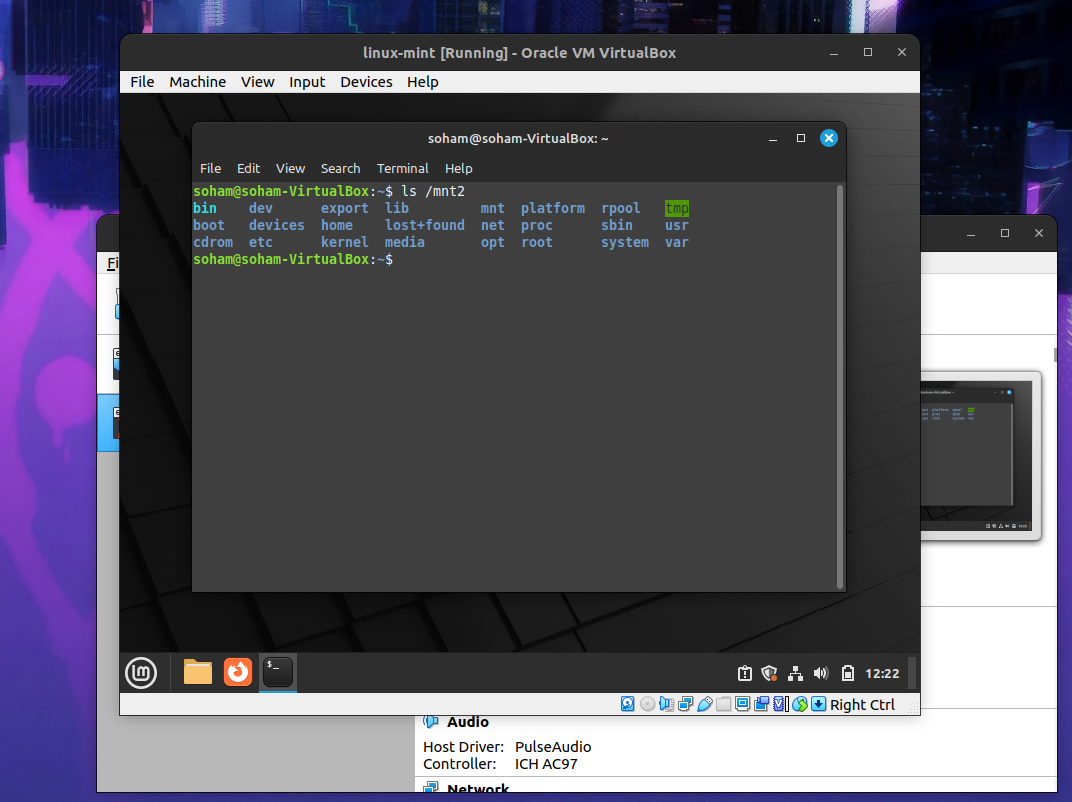 linux-mint [Running] - Oracle VM VirtualBox
File Machine View Input Devices Help
soham@soham-VirtualBox: ~
File Edit View Search Terminal Help
soham@soham-VirtualBox:~$ ls /mnt2
bin dev export lib mnt platform rpool tmp
boot devices home lost+found net proc sbin usr
cdrom etc kernel media opt root system var
soham@soham-VirtualBox:~$
$_
12:22
Right Ctrl
Audio
Host Driver: PulseAudio
Controller: ICH AC97
Network